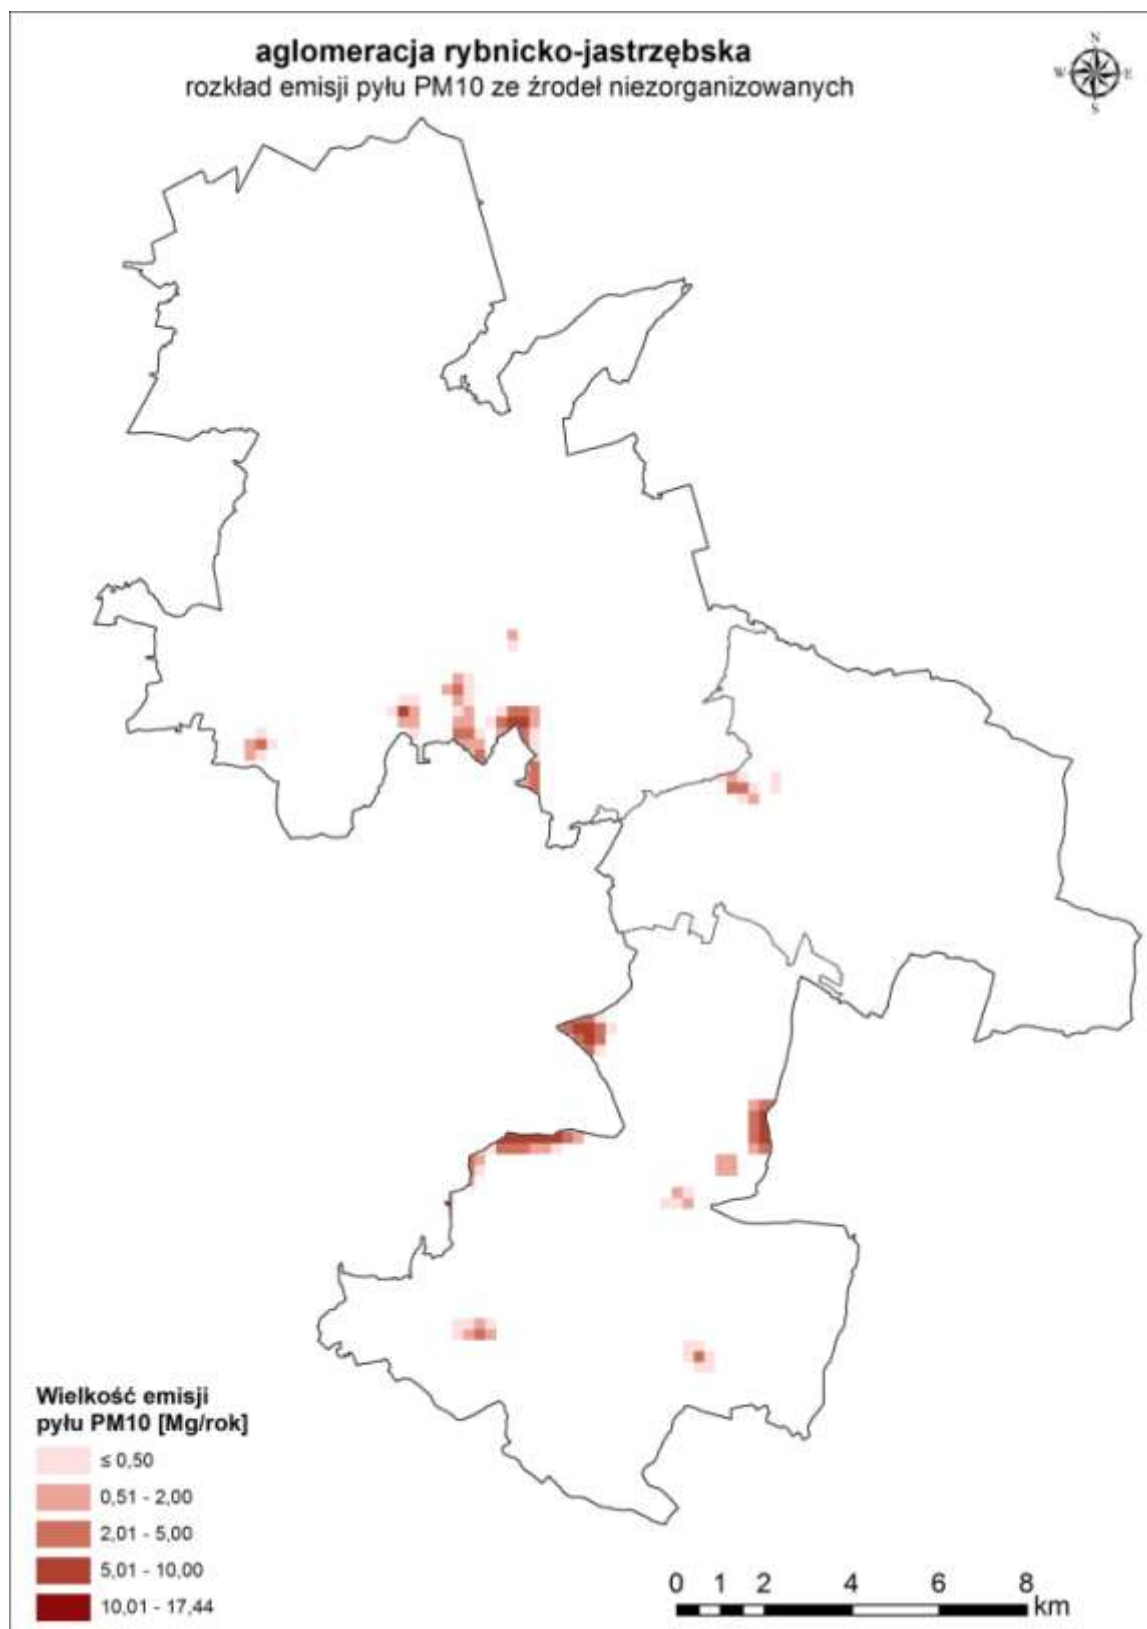 aglomeracja rybnicko-jastrzębska
rozkład emisji pyłu PM10 ze źrodeł niezorganizowanych
N
W E
S
Wielkość emisji
pyłu PM10 [Mg/rok]
≤ 0,50
0,51 - 2,00
2,01 - 5,00
5,01 - 10,00
10,01 - 17,44
0 1 2 4 6 8
km